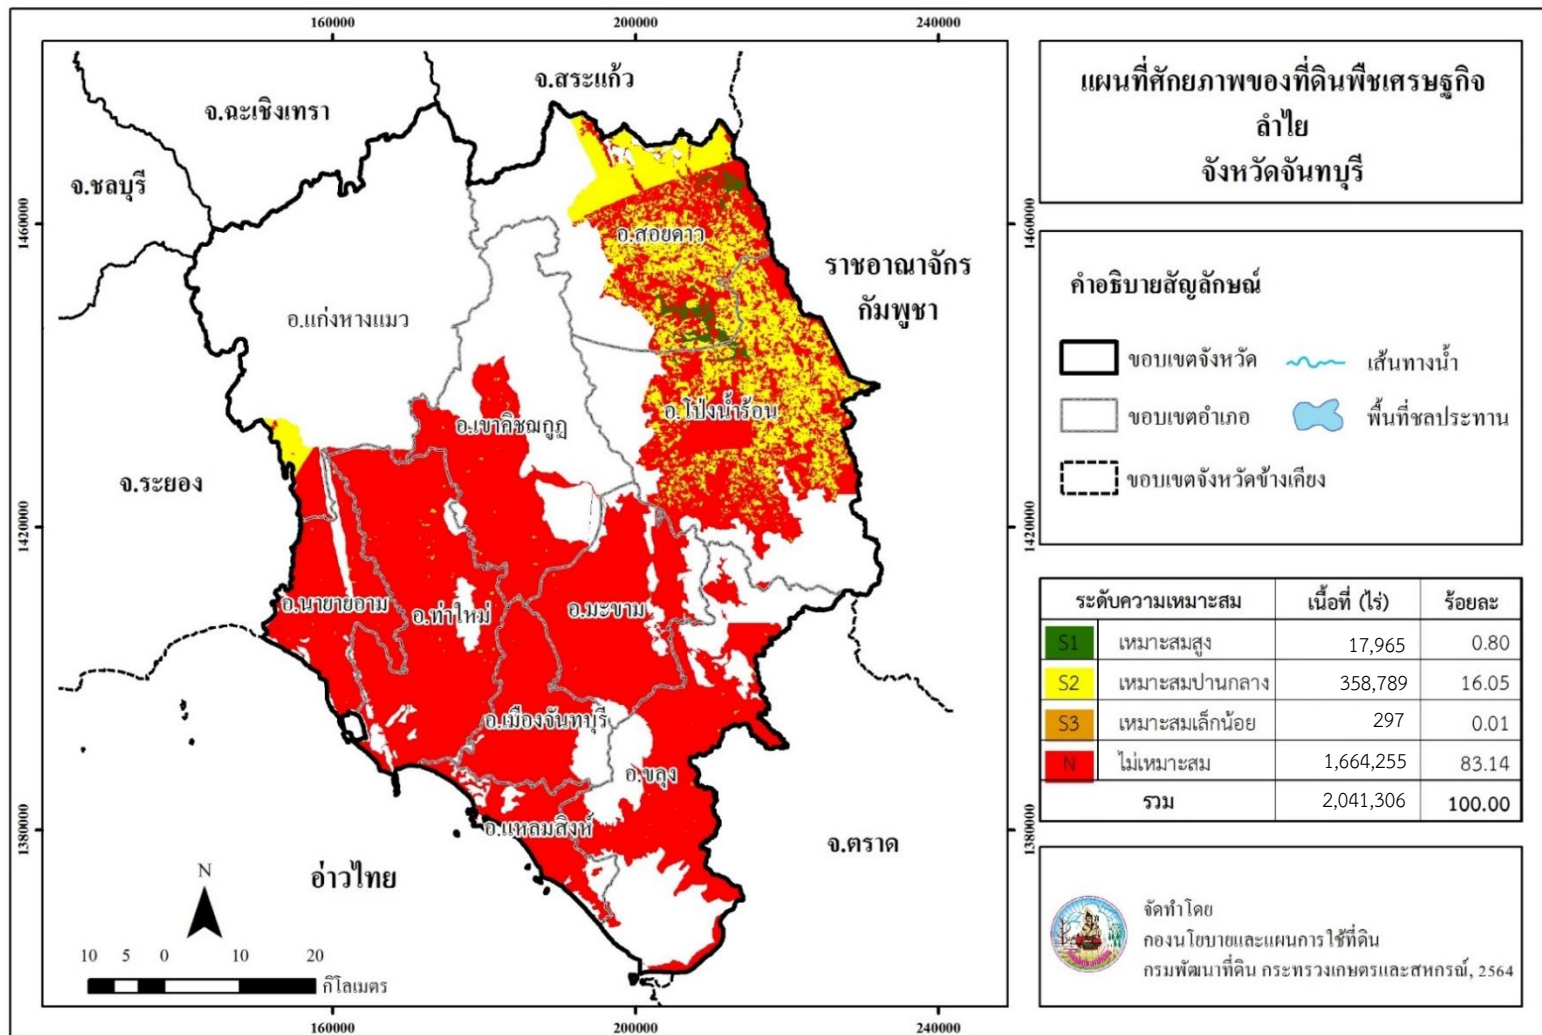 160000 200000 240000
จ.สระแก้ว
จ.ฉะเชิงเทรา
จ.ชลบุรี
1460000 1460000
อ.สอยดาว
ราชอาณาจักร
กัมพูชา
อ.แก่งหางแมว
อ.เขาคิชฌกูฏ
อ.โป่งน้ำร้อน
จ.ระยอง
1420000 1420000
อ.นายายอาม
อ.ท่าใหม่
อ.มะขาม
อ.เมืองจันทบุรี
อ.ขลุง
อ.แหลมสิงห์
1380000 1380000
จ.ตราด
อ่าวไทย
N
10 5 0 10 20
กิโลเมตร
160000 200000 240000
แผนที่ศักยภาพของที่ดินพืชเศรษฐกิจ
ลำไย
จังหวัดจันทบุรี
คำอธิบายสัญลักษณ์
ขอบเขตจังหวัด เส้นทางน้ำ
ขอบเขตอำเภอ พื้นที่ชลประทาน
ขอบเขตจังหวัดข้างเคียง
ระดับความเหมาะสม เนื้อที่ (ไร่) ร้อยละ
S1 เหมาะสมสูง 17,965 0.80
S2 เหมาะสมปานกลาง 358,789 16.05
S3 เหมาะสมเล็กน้อย 297 0.01
N ไม่เหมาะสม 1,664,255 83.14
รวม 2,041,306 100.00
จัดทำโดย
กองนโยบายและแผนการใช้ที่ดิน
กรมพัฒนาที่ดิน กระทรวงเกษตรและสหกรณ์, 2564